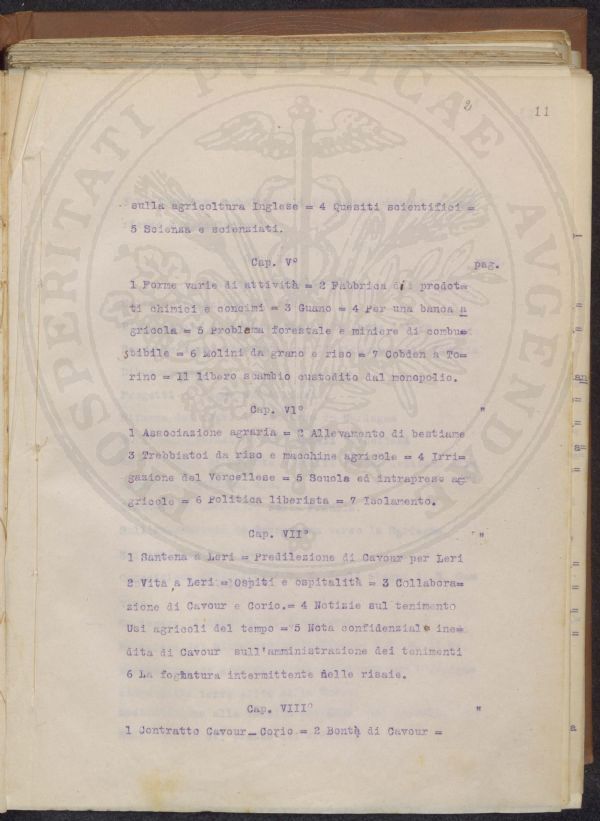 2
11
PROSPERITATI PUBLICAE AUGENDAE
sulla agricoltura Inglese = 4 Quesiti scientifici =
5 Scienza e scienziati.
Cap. V°
pag.
1 Forme varie di attività = 2 Fabbrica di prodot=
ti chimici e concimi = 3 Guano = 4 Per una banca a
gricola = 5 Problema forestale e miniere di combu=
stibile = 6 Molini da grano e riso = 7 Cobden a To=
rino = Il libero scambio custodito dal monopolio.
Cap. VI°
"
1 Associazione agraria = 2 Allevamento di bestiame
3 Trebbiatoi da riso e macchine agricole = 4 Irri=
gazione del Vercellese = 5 Scuola ed intraprese a=
gricole = 6 Politica liberista = 7 Isolamento.
Cap. VII°
"
1 Santena a Leri = Predilezione di Cavour per Leri
2 Vita a Leri = Ospiti e ospitalità = 3 Collabora=
zione di Cavour e Corio.= 4 Notizie sul tenimento
Usi agricoli del tempo = 5 Nota confidenziale ine=
dita di Cavour sull'amministrazione dei tenimenti
6 La foghatura intermittente nelle risaie.
Cap. VIII°
"
1 Contratto Cavour_Corio = 2 Bontà di Cavour =